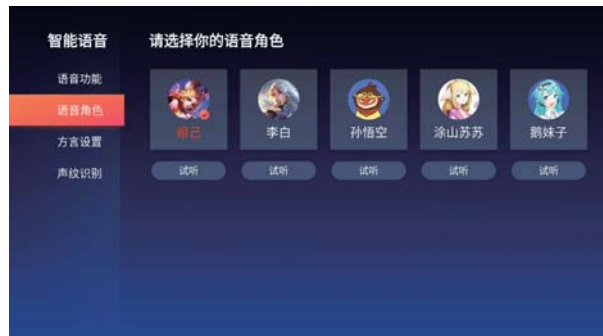 智能语音
语音功能
语音角色
方言设置
声纹识别
请选择你的语音角色
妲己
李白
孙悟空
涂山苏苏
鹅妹子
试听
试听
试听
试听
试听